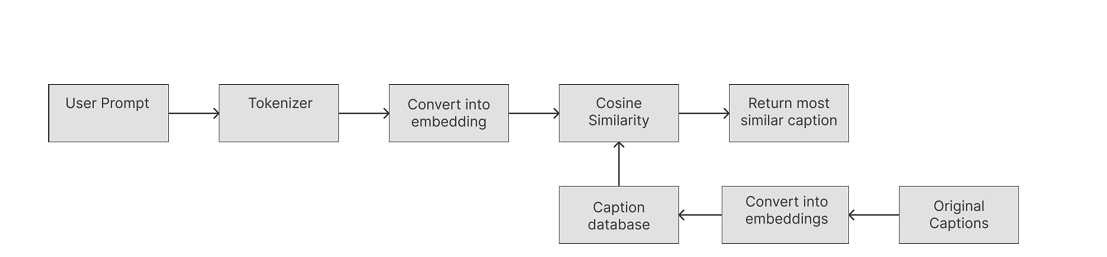 User Prompt
Tokenizer
Convert into
embedding
Cosine
Similarity
Return most
similar caption
Caption
database
Convert into
embeddings
Original
Captions